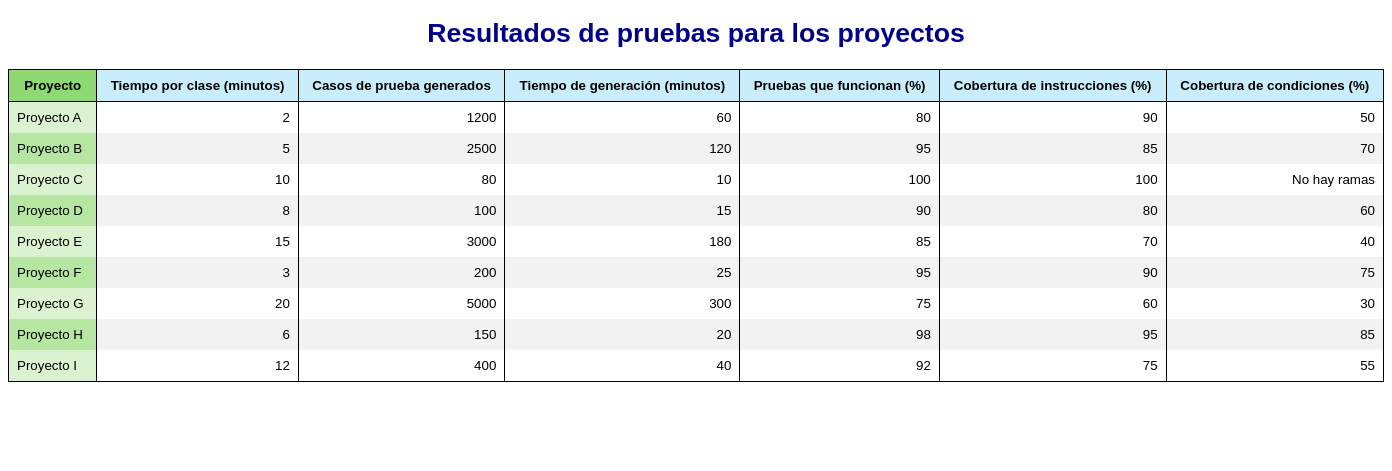 Resultados de pruebas para los proyectos
Proyecto Tiempo por clase (minutos) Casos de prueba generados Tiempo de generación (minutos) Pruebas que funcionan (%) Cobertura de instrucciones (%) Cobertura de condiciones (%)
Proyecto A 2 1200 60 80 90 50
Proyecto B 5 2500 120 95 85 70
Proyecto C 10 80 10 100 100 No hay ramas
Proyecto D 8 100 15 90 80 60
Proyecto E 15 3000 180 85 70 40
Proyecto F 3 200 25 95 90 75
Proyecto G 20 5000 300 75 60 30
Proyecto H 6 150 20 98 95 85
Proyecto I 12 400 40 92 75 55